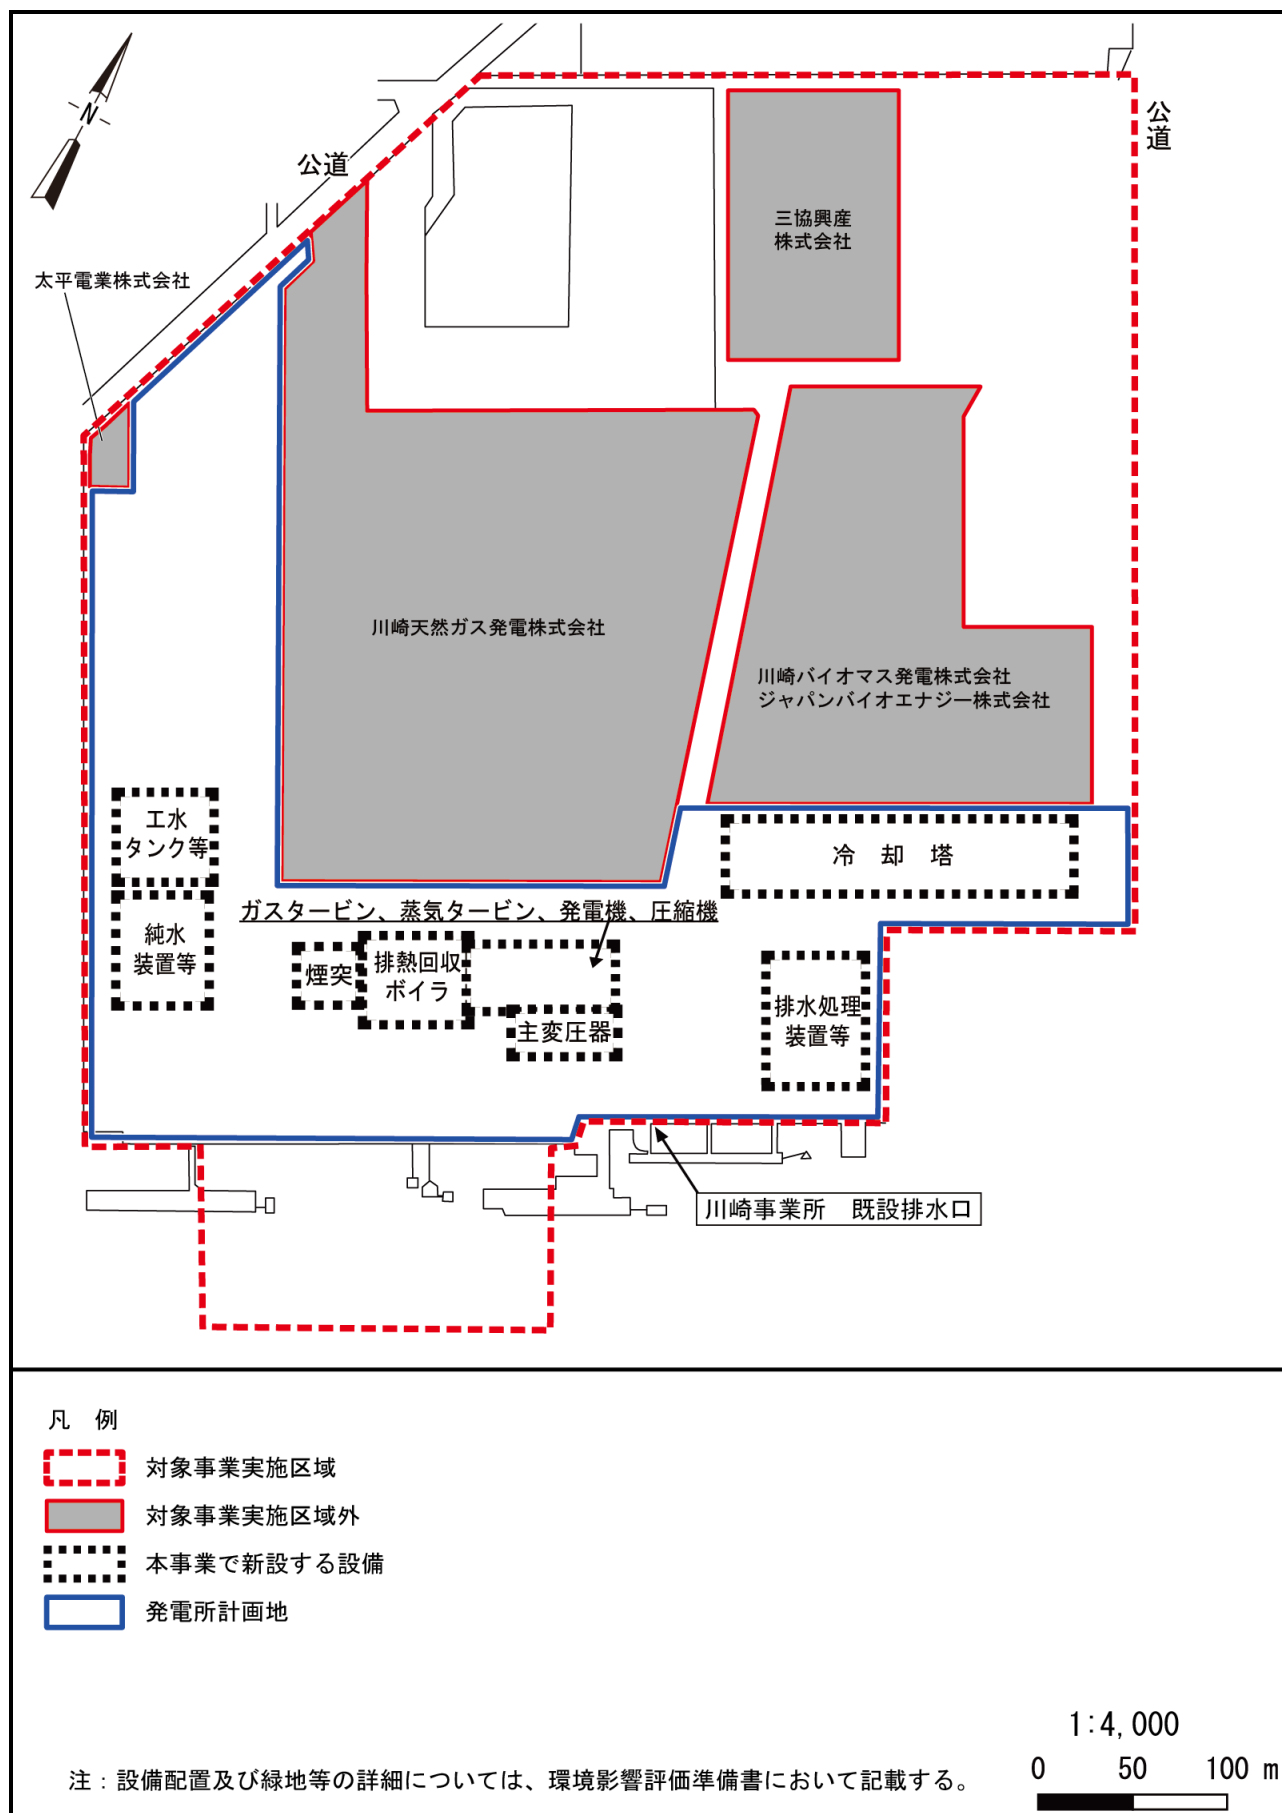 N
公道
公道
三協興産
株式会社
太平電業株式会社
川崎天然ガス発電株式会社
川崎バイオマス発電株式会社
ジャパンバイオエナジー株式会社
工水
タンク等
冷却塔
ガスタービン、蒸気タービン、発電機、圧縮機
純水
装置等
煙突
排熱回収
ボイラ
主変圧器
排水処理
装置等
川崎事業所　既設排水口
凡　例
対象事業実施区域
対象事業実施区域外
本事業で新設する設備
発電所計画地
1:4,000
0 50 100 m
注：設備配置及び緑地等の詳細については、環境影響評価準備書において記載する。